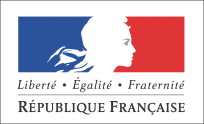 Liberté • Égalité • Fraternité
RÉPUBLIQUE FRANÇAISE